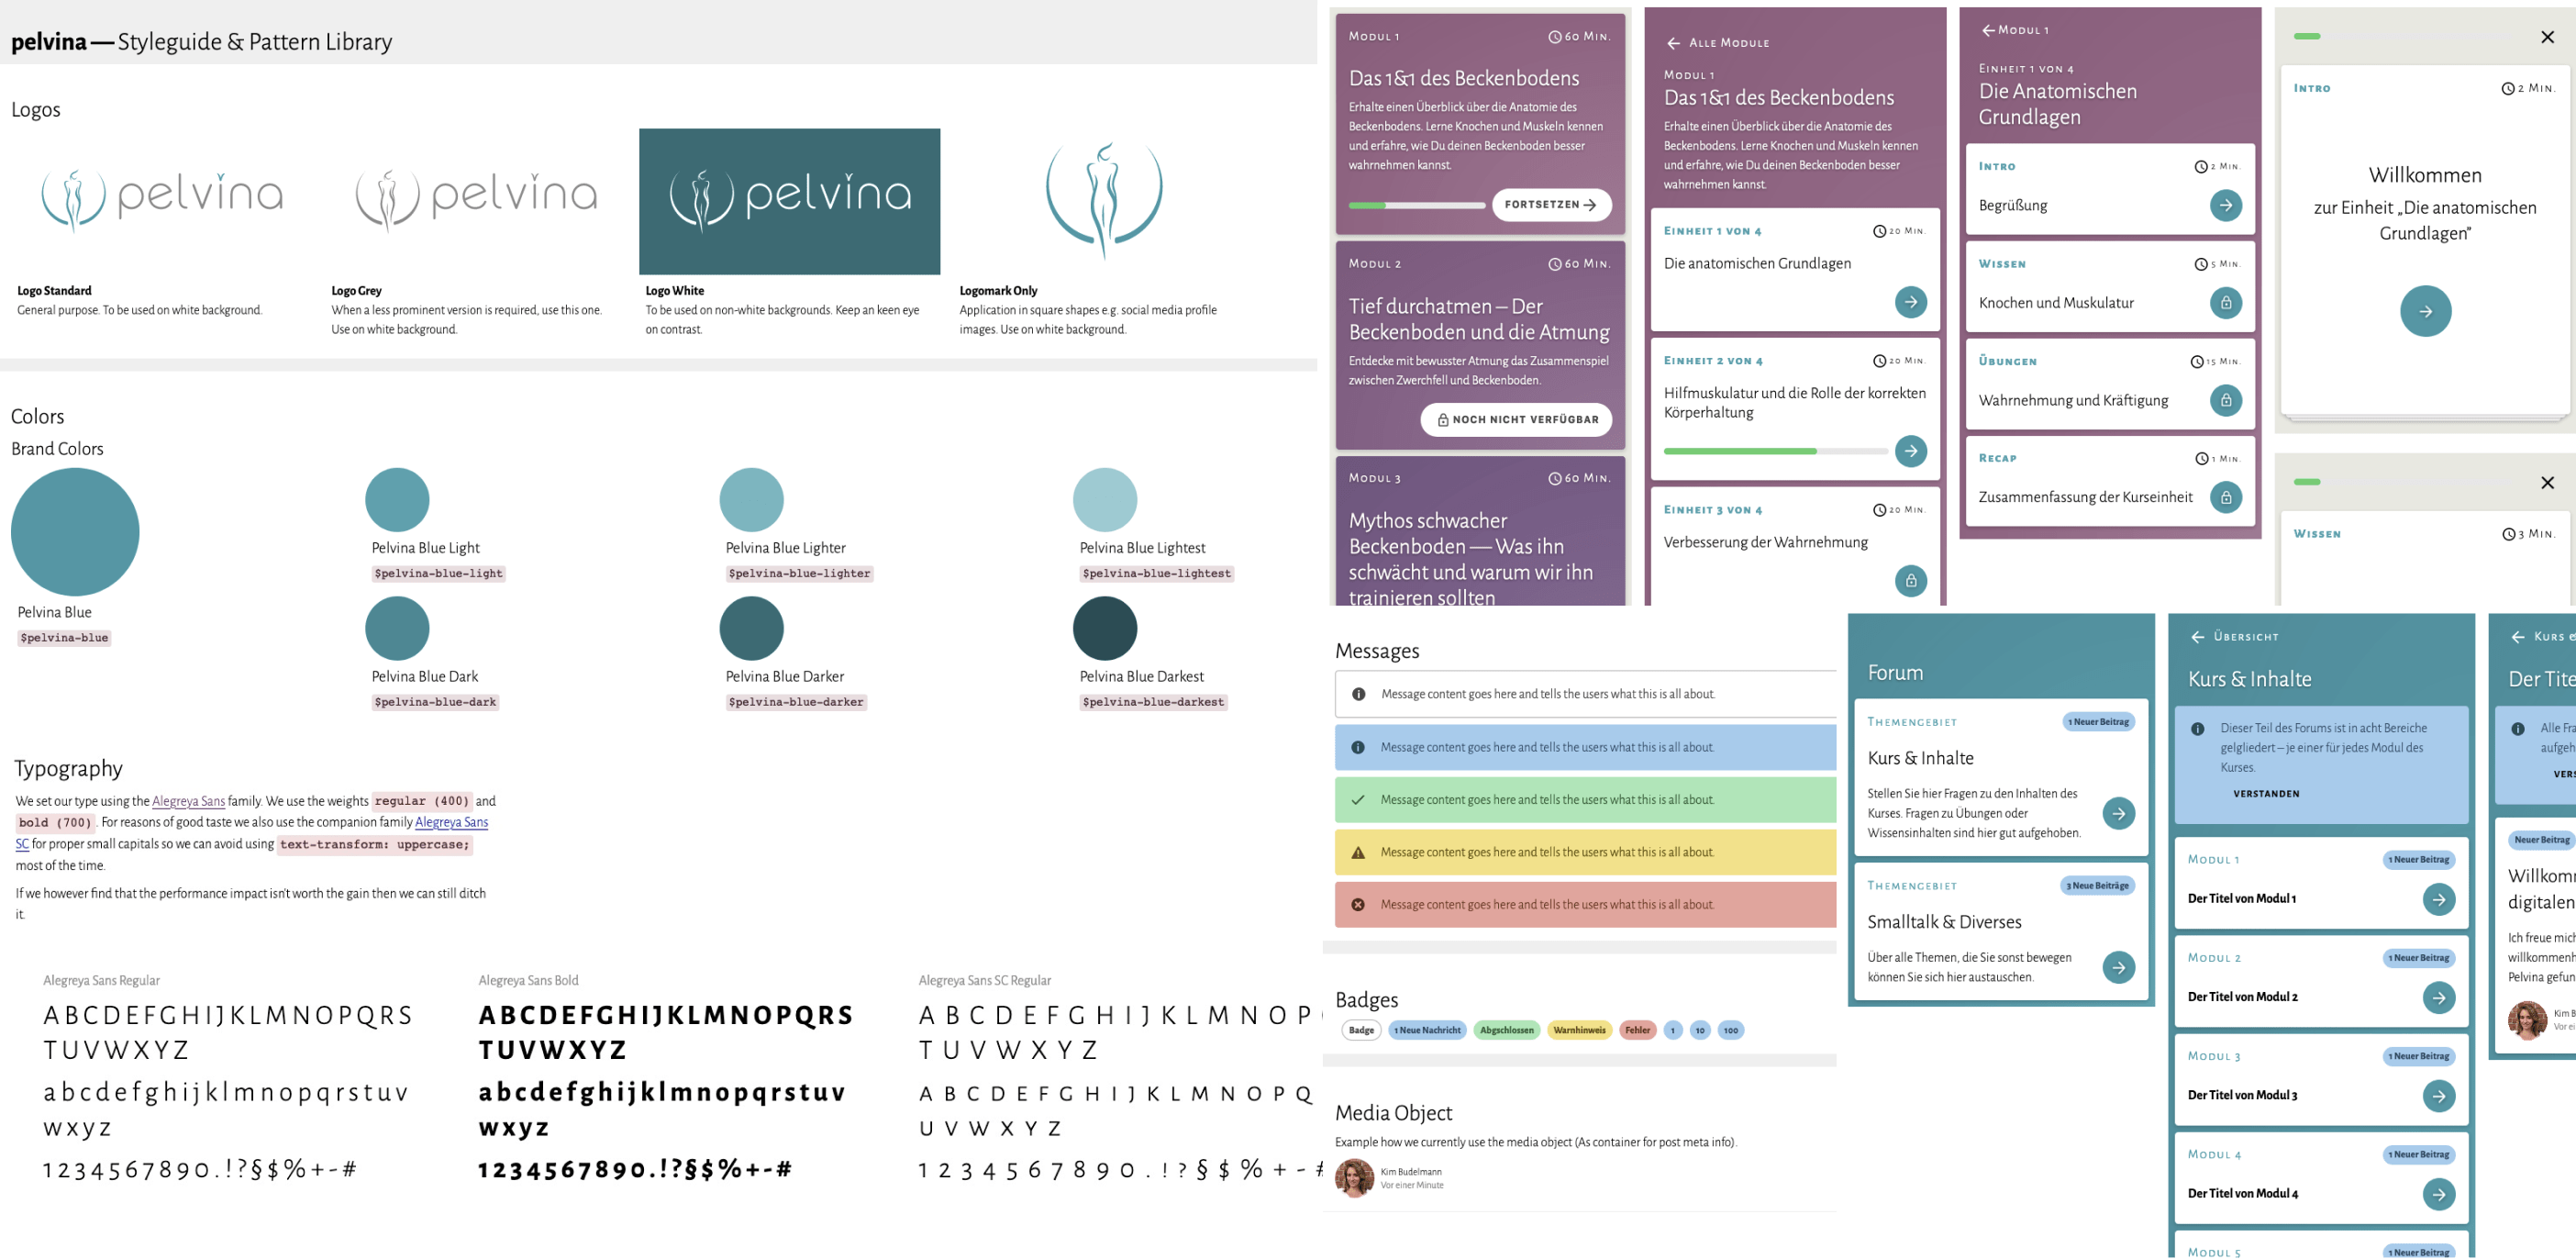 pelvina — Styleguide & Pattern Library
Logos
pelvina
pelvina
pelvina
Logo Standard
General purpose. To be used on white background.
Logo Grey
When a less prominent version is required, use this one.
Use on white background.
Logo White
To be used on non-white backgrounds. Keep an keen eye
on contrast.
Logomark Only
Application in square shapes e.g. social media profile
images. Use on white background.
Colors
Brand Colors
Pelvina Blue
$pelvina-blue
Pelvina Blue Light
$pelvina-blue-light
Pelvina Blue Lighter
$pelvina-blue-lighter
Pelvina Blue Lightest
$pelvina-blue-lightest
Pelvina Blue Dark
$pelvina-blue-dark
Pelvina Blue Darker
$pelvina-blue-darker
Pelvina Blue Darkest
$pelvina-blue-darkest
Typography
We set our type using the Alegreya Sans family. We use the weights regular (400) and
bold (700) . For reasons of good taste we also use the companion family Alegreya Sans
SC for proper small capitals so we can avoid using text-transform: uppercase;
most of the time.
If we however find that the performance impact isn't worth the gain then we can still ditch
it.
Alegreya Sans Regular
ABCDEFGHIJKLMNOPQRS
TUVWXYZ
abcdefghijklmnopqrstuv
wxyz
1234567890.!?§$%+-#
Alegreya Sans Bold
ABCDEFGHIJKLMNOPQRS
TUVWXYZ
abcdefghijklmnopqrstuv
wxyz
1234567890.!?§$%+-#
Alegreya Sans SC Regular
ABCDEFGHIJKLMNOP
TUVWXYZ
ABCDEFGHIJKLMNOPQ
UVWXYZ
1234567890.!?§$%+-#
MODUL 1
60 MIN.
Das 1&1 des Beckenbodens
Erhalte einen Überblick über die Anatomie des
Beckenbodens. Lerne Knochen und Muskeln kennen
und erfahre, wie Du deinen Beckenboden besser
wahrnehmen kannst.
FORTSETZEN
MODUL 2
60 MIN.
Tief durchatmen – Der
Beckenboden und die Atmung
Entdecke mit bewusster Atmung das Zusammenspiel
zwischen Zwerchfell und Beckenboden.
NOCH NICHT VERFÜGBAR
MODUL 3
60 MIN.
Mythos schwacher
Beckenboden — Was ihn
schwächt und warum wir ihn
trainieren sollten
ALLE MODULE
MODUL 1
Das 1&1 des Beckenbodens
Erhalte einen Überblick über die Anatomie des
Beckenbodens. Lerne Knochen und Muskeln kennen
und erfahre, wie Du deinen Beckenboden besser
wahrnehmen kannst.
EINHEIT 1 VON 4
20 MIN.
Die anatomischen Grundlagen
EINHEIT 2 VON 4
20 MIN.
Hilfmuskulatur und die Rolle der korrekten
Körperhaltung
EINHEIT 3 VON 4
20 MIN.
Verbesserung der Wahrnehmung
MODUL 1
EINHEIT 1 VON 4
Die Anatomischen
Grundlagen
INTRO
2 MIN.
Begrüßung
WISSEN
5 MIN.
Knochen und Muskulatur
ÜBUNGEN
15 MIN.
Wahrnehmung und Kräftigung
RECAP
1 MIN.
Zusammenfassung der Kurseinheit
INTRO
2 MIN.
Willkommen
zur Einheit „Die anatomischen
Grundlagen”
WISSEN
3 MIN.
Messages
Message content goes here and tells the users what this is all about.
Message content goes here and tells the users what this is all about.
Message content goes here and tells the users what this is all about.
Message content goes here and tells the users what this is all about.
Message content goes here and tells the users what this is all about.
Badges
Badge
1 Neue Nachricht
Abgschlossen
Warnhinweis
Fehler
1
10
100
Media Object
Example how we currently use the media object (As container for post meta info).
Kim Budelmann
Vor einer Minute
Forum
THEMENGEBIET
1 Neuer Beitrag
Kurs & Inhalte
Stellen Sie hier Fragen zu den Inhalten des
Kurses. Fragen zu Übungen oder
Wissensinhalten sind hier gut aufgehoben.
THEMENGEBIET
3 Neue Beiträge
Smalltalk & Diverses
Über alle Themen, die Sie sonst bewegen
können Sie sich hier austauschen.
ÜBERSICHT
Kurs & Inhalte
Dieser Teil des Forums ist in acht Bereiche
gelgliedert – je einer für jedes Modul des
Kurses.
VERSTANDEN
MODUL 1
1 Neuer Beitrag
Der Titel von Modul 1
MODUL 2
1 Neuer Beitrag
Der Titel von Modul 2
MODUL 3
1 Neuer Beitrag
Der Titel von Modul 3
MODUL 4
1 Neuer Beitrag
Der Titel von Modul 4
MODUL 5
1 Neuer Beitrag
KURS
Der Tite
Alle Fra
aufgeh
VERS
Neuer Beitrag
Willkomm
digitalen
Ich freue mich
willkommenh
Pelvina gefun
Kim B
Vor ei